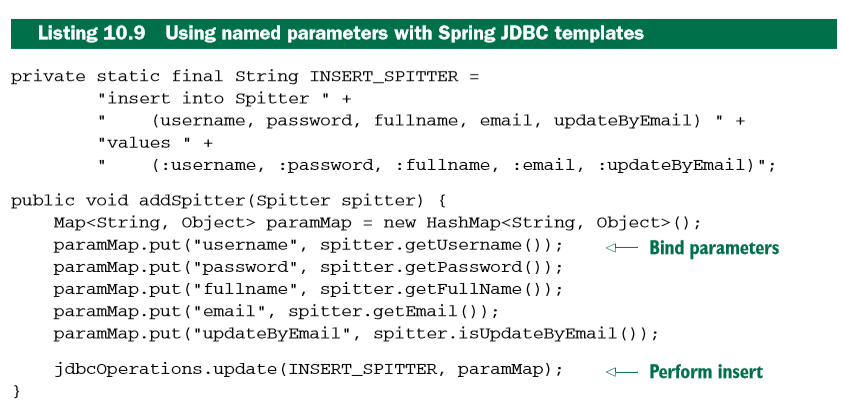 Listing 10.9 Using named parameters with Spring JDBC templates
private static final String INSERT_SPITTER =
"insert into Spitter " +
" (username, password, fullname, email, updateByEmail) " +
"values " +
" (:username, :password, :fullname, :email, :updateByEmail)";
public void addSpitter(Spitter spitter) {
Map<String, Object> paramMap = new HashMap<String, Object>();
paramMap.put("username", spitter.getUsername()); Bind parameters
paramMap.put("password", spitter.getPassword());
paramMap.put("fullname", spitter.getFullName());
paramMap.put("email", spitter.getEmail());
paramMap.put("updateByEmail", spitter.isUpdateByEmail());
jdbcOperations.update(INSERT_SPITTER, paramMap); Perform insert
}